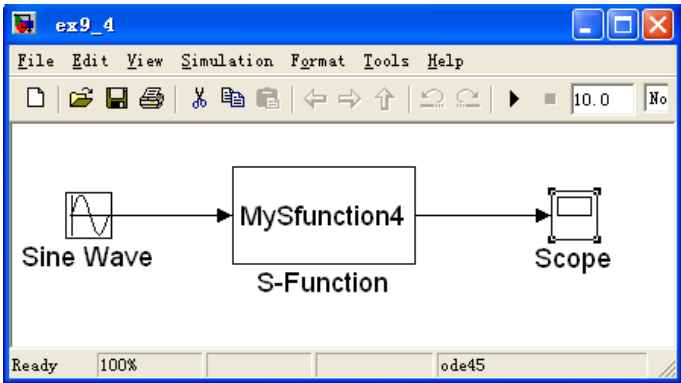 ex9_4
File Edit View Simulation Format Tools Help
10.0 No
MySfunction4
Sine Wave
Scope
S-Function
Ready 100% ode45